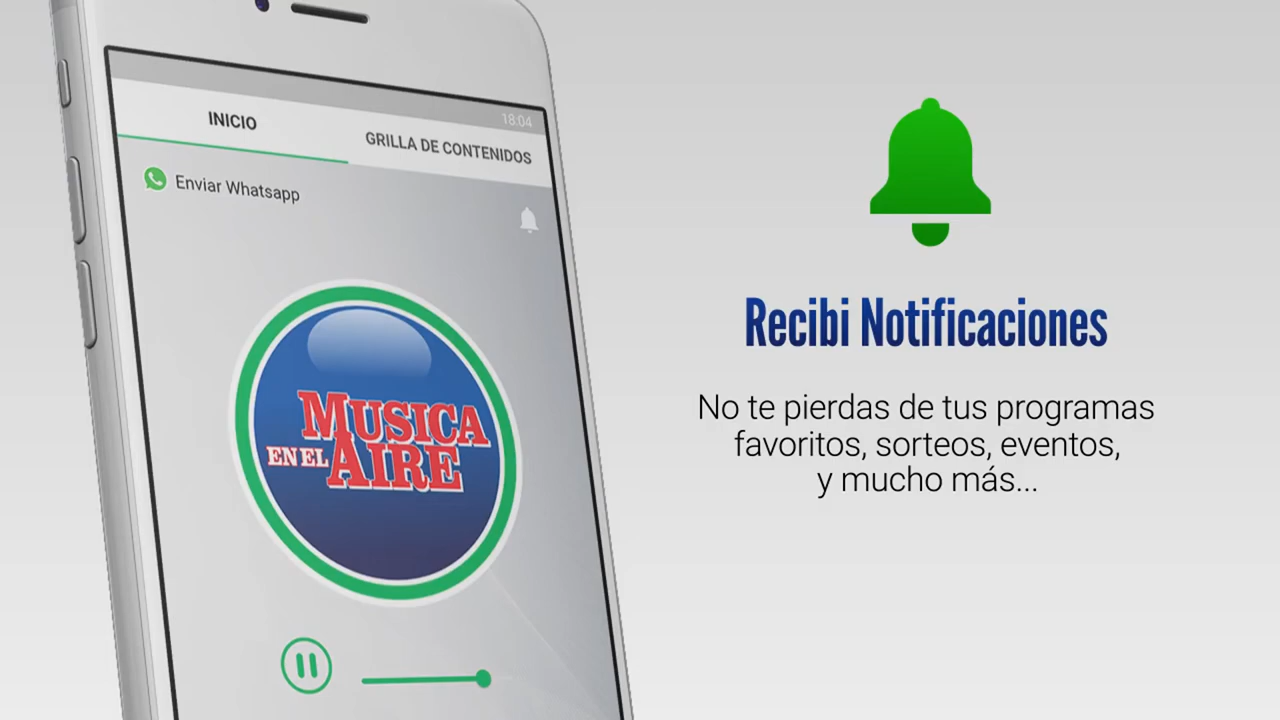 18:04
INICIO
GRILLA DE CONTENIDOS
Enviar Whatsapp
MUSICA
EN EL AIRE
Recibi Notificaciones
No te pierdas de tus programas
favoritos, sorteos, eventos,
y mucho más...